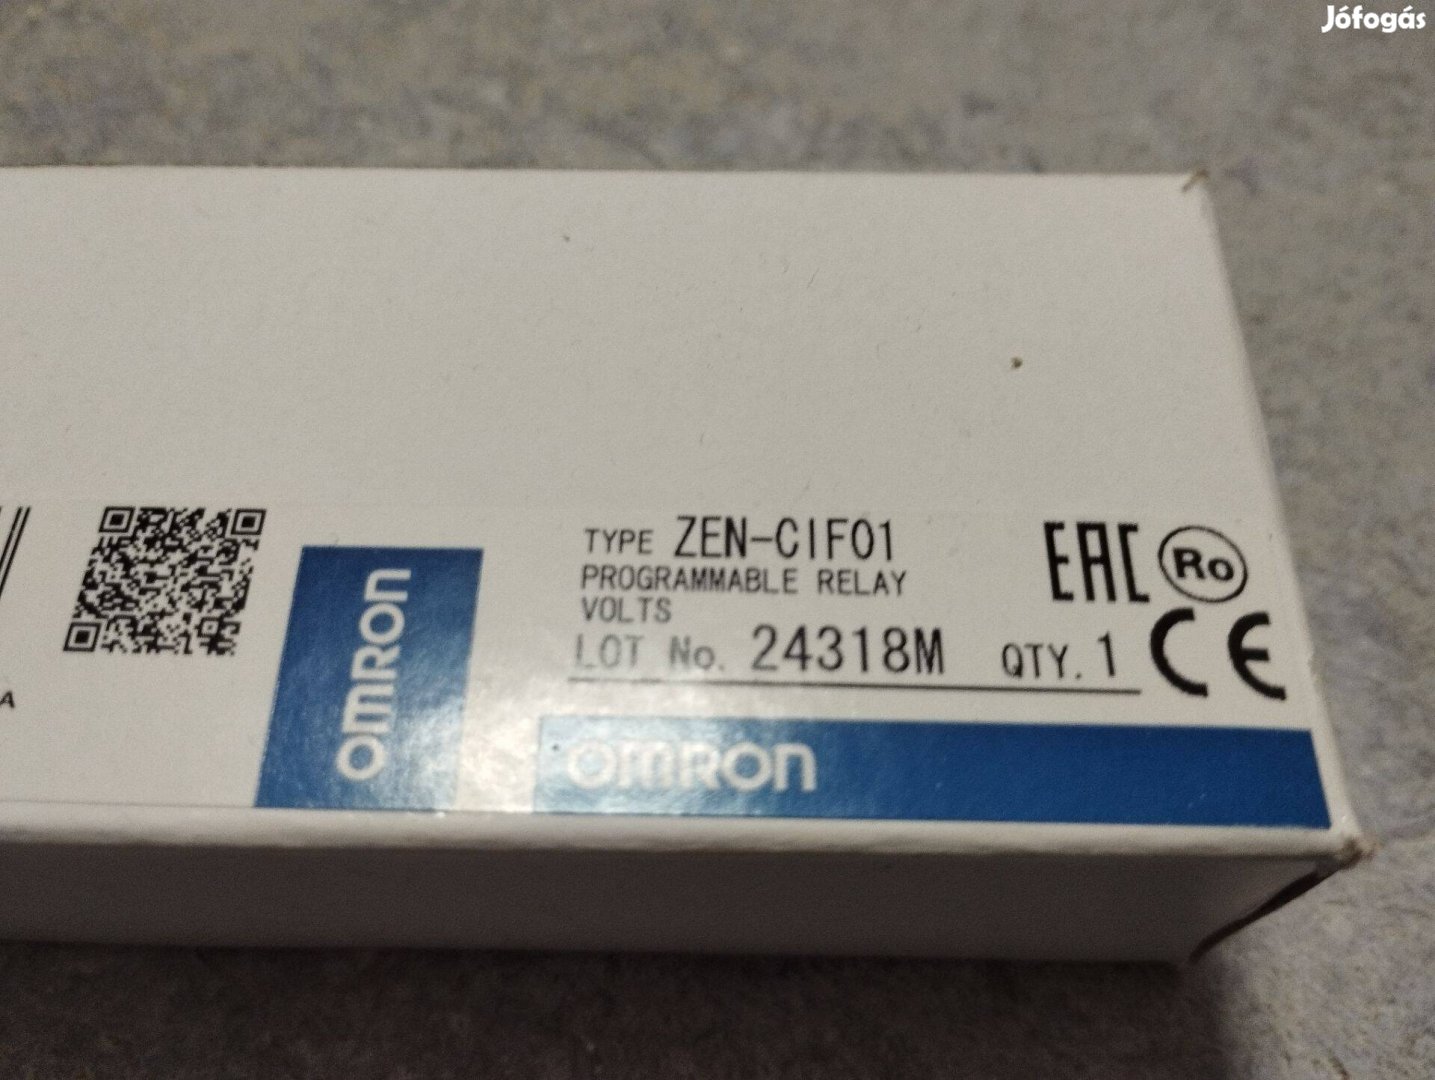 Jófogás
TYPE ZEN-CIF01
PROGRAMMABLE RELAY
VOLTS
LOT No. 24318M QTY. 1
EAC Ro
CE
OMRON
OMRON
A